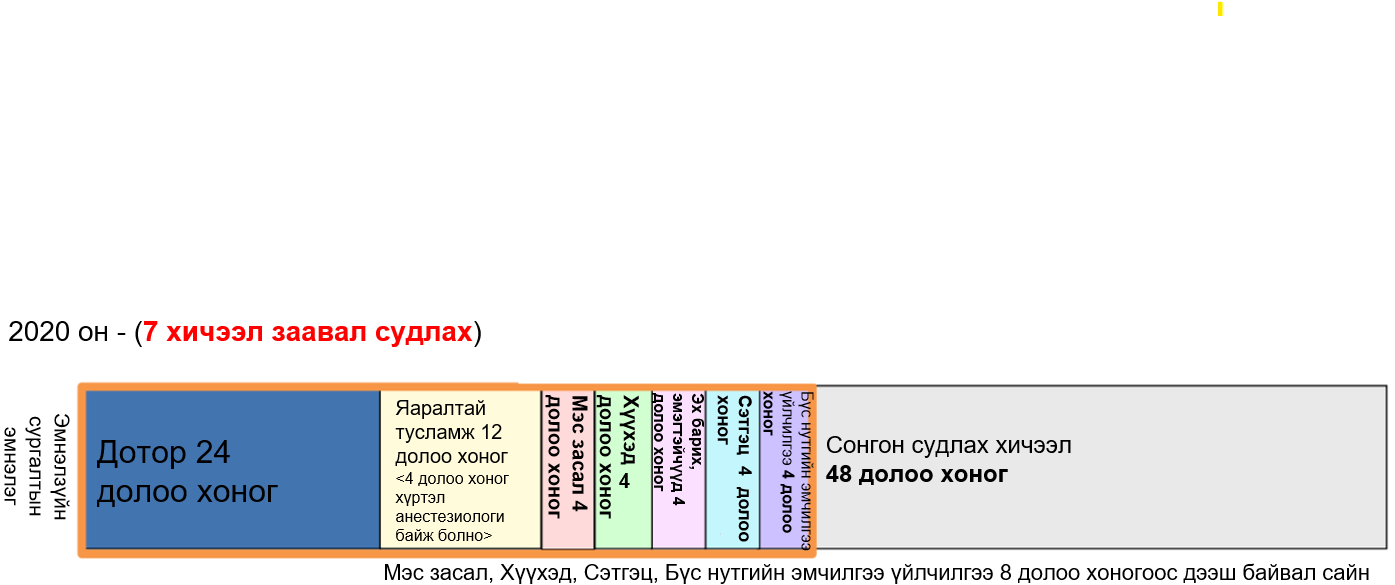 2020 он - (7 хичээл заавал судлах)
Эмнэлзүйн
сургалтын
эмнэлэг
Дотор 24
долоо хоног
Яаралтай
тусламж 12
долоо хоног
<4 долоо хоног
хүртэл
анестезиологи
байж болно>
Мэс засал 4
долоо хоног
Хүүхэд 4
долоо хоног
Эх барих,
эмэгтэйчүүд 4
долоо хоног
Сэтгэц 4 долоо
хоног
Бүс нутгийн эмчилгээ
үйлчилгээ 4 долоо
хоног
Сонгон судлах хичээл
48 долоо хоног
Мэс засал, Хүүхэд, Сэтгэц, Бүс нутгийн эмчилгээ үйлчилгээ 8 долоо хоногоос дээш байвал сайн